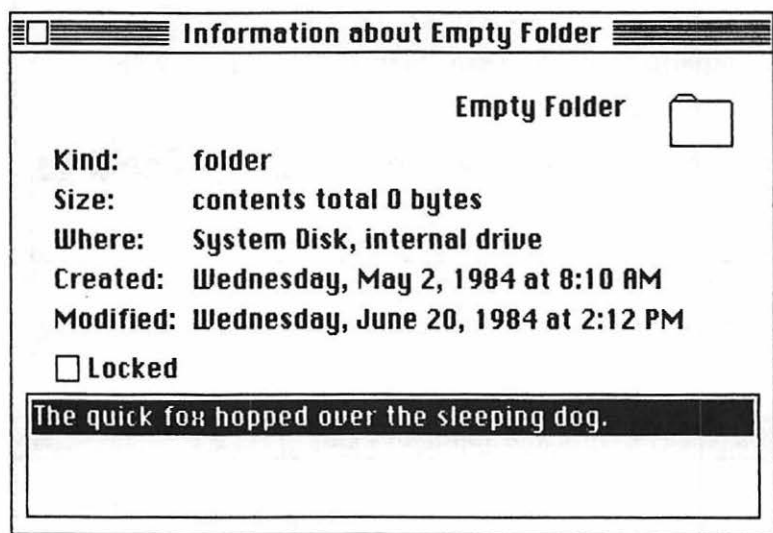 Information about Empty Folder
Empty Folder
Kind: folder
Size: contents total 0 bytes
Where: System Disk, internal drive
Created: Wednesday, May 2, 1984 at 8:10 AM
Modified: Wednesday, June 20, 1984 at 2:12 PM
Locked
The quick fox hopped over the sleeping dog.